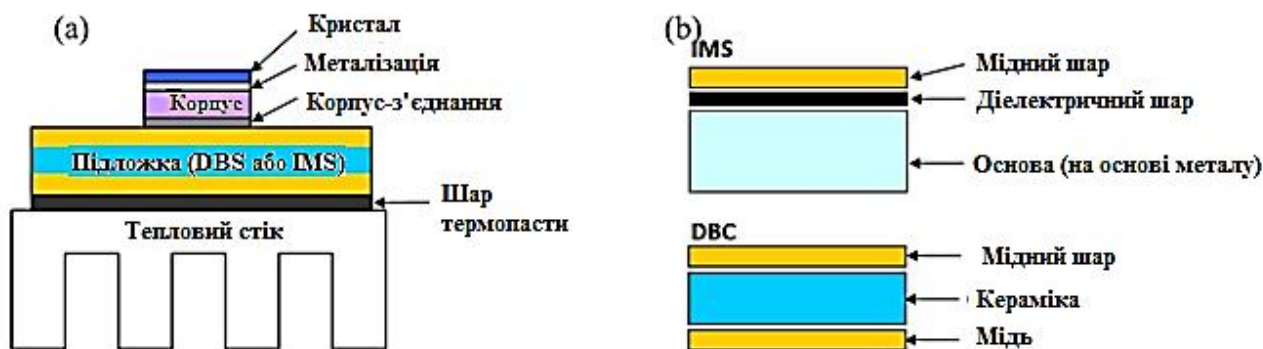 (a)
Кристал
Металізація
Корпус
Корпус-з'єднання
Підложка (DBS або IMS)
Шар
термопасти
Тепловий стік
(b)
IMS
Мідний шар
Діелектричний шар
Основа (на основі металу)
DBC
Мідний шар
Кераміка
Мідь